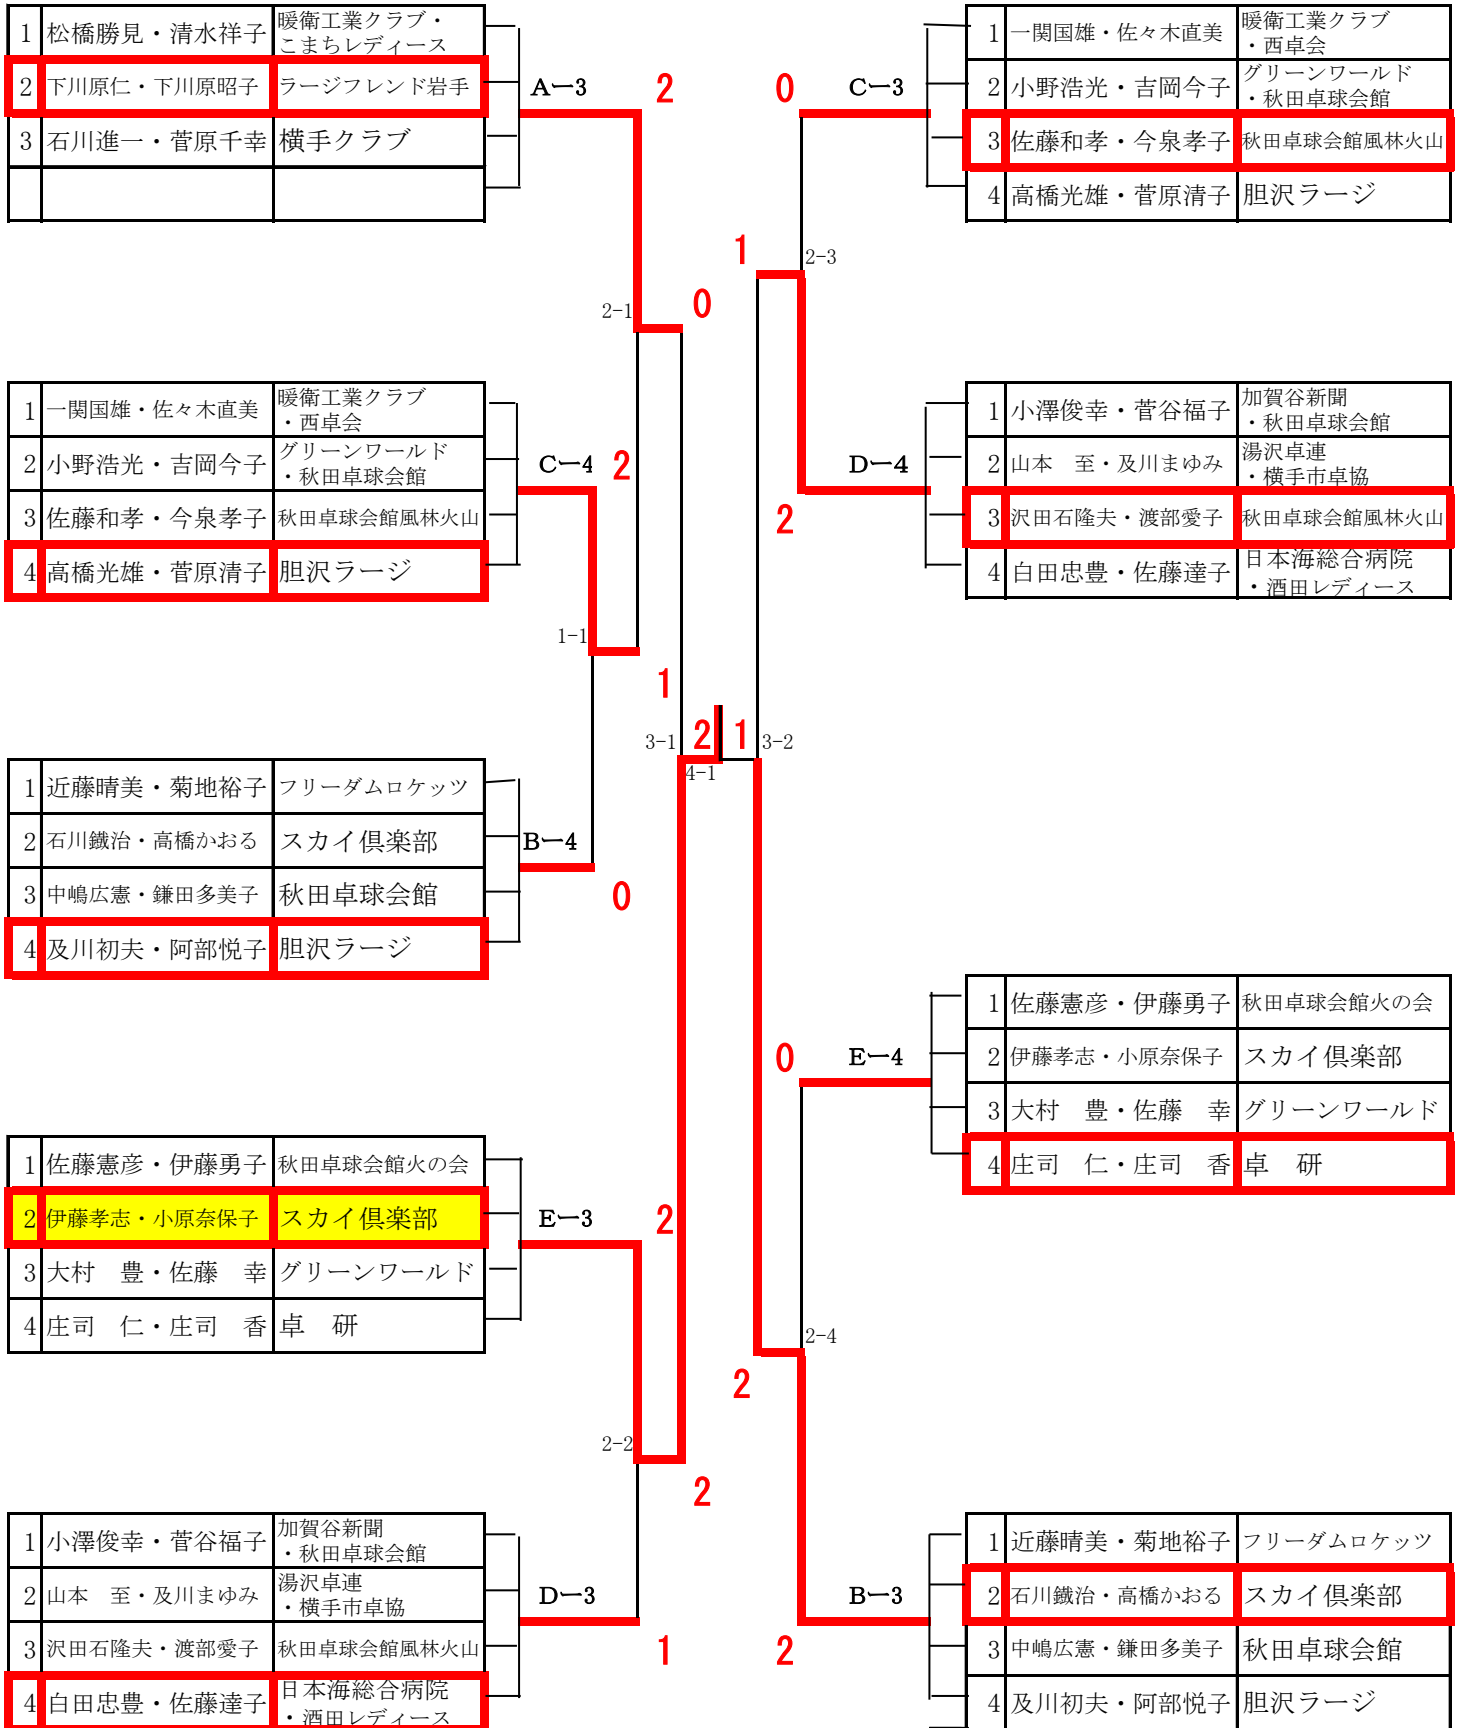 1 松橋勝見・清水祥子 暖衛工業クラブ・
こまちレディース
2 下川原仁・下川原昭子 ラージフレンド岩手
3 石川進一・菅原千幸 横手クラブ
A−3
2
2-1
0
1 一関国雄・佐々木直美 暖衛工業クラブ
・西卓会
2 小野浩光・吉岡今子 グリーンワールド
・秋田卓球会館
3 佐藤和孝・今泉孝子 秋田卓球会館風林火山
4 高橋光雄・菅原清子 胆沢ラージ
C−4
2
1-1
1
1 近藤晴美・菊地裕子 フリーダムロケッツ
2 石川鐵治・高橋かおる スカイ倶楽部
3 中嶋広憲・鎌田多美子 秋田卓球会館
4 及川初夫・阿部悦子 胆沢ラージ
B−4
0
3-1
2
4-1
1
3-2
1 佐藤憲彦・伊藤勇子 秋田卓球会館火の会
2 伊藤孝志・小原奈保子 スカイ倶楽部
3 大村　豊・佐藤　幸 グリーンワールド
4 庄司　仁・庄司　香 卓　研
E−3
2
2-2
2
1 小澤俊幸・菅谷福子 加賀谷新聞
・秋田卓球会館
2 山本　至・及川まゆみ 湯沢卓連
・横手市卓協
3 沢田石隆夫・渡部愛子 秋田卓球会館風林火山
4 白田忠豊・佐藤達子 日本海総合病院
・酒田レディース
D−3
1
0
C−3
1 一関国雄・佐々木直美 暖衛工業クラブ
・西卓会
2 小野浩光・吉岡今子 グリーンワールド
・秋田卓球会館
3 佐藤和孝・今泉孝子 秋田卓球会館風林火山
4 高橋光雄・菅原清子 胆沢ラージ
1
2-3
D−4
2
1 小澤俊幸・菅谷福子 加賀谷新聞
・秋田卓球会館
2 山本　至・及川まゆみ 湯沢卓連
・横手市卓協
3 沢田石隆夫・渡部愛子 秋田卓球会館風林火山
4 白田忠豊・佐藤達子 日本海総合病院
・酒田レディース
0
E−4
1 佐藤憲彦・伊藤勇子 秋田卓球会館火の会
2 伊藤孝志・小原奈保子 スカイ倶楽部
3 大村　豊・佐藤　幸 グリーンワールド
4 庄司　仁・庄司　香 卓　研
2-4
2
B−3
2
1 近藤晴美・菊地裕子 フリーダムロケッツ
2 石川鐵治・高橋かおる スカイ倶楽部
3 中嶋広憲・鎌田多美子 秋田卓球会館
4 及川初夫・阿部悦子 胆沢ラージ